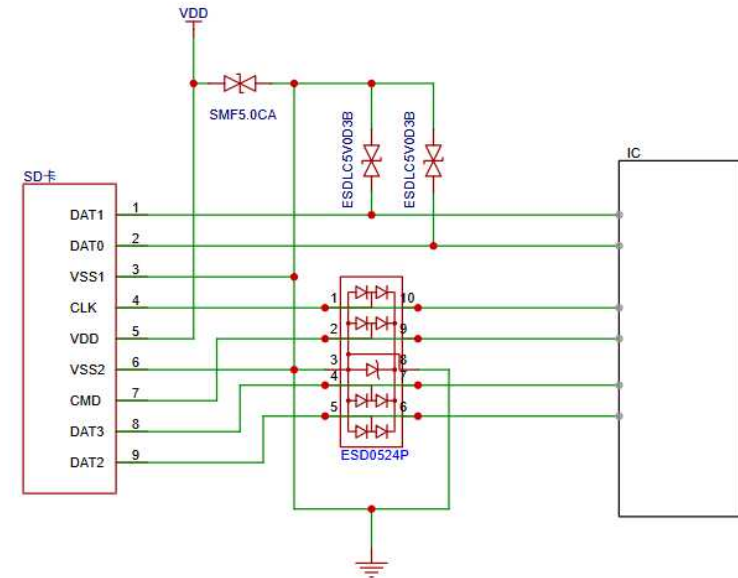 VDD
SMF5.0CA
ESDLC5V0D3B
ESDLC5V0D3B
IC
SD卡
DAT1 1
DAT0 2
VSS1 3
CLK 4
VDD 5
VSS2 6
CMD 7
DAT3 8
DAT2 9
1 10
2 9
3 8
4 7
5 6
ESD0524P